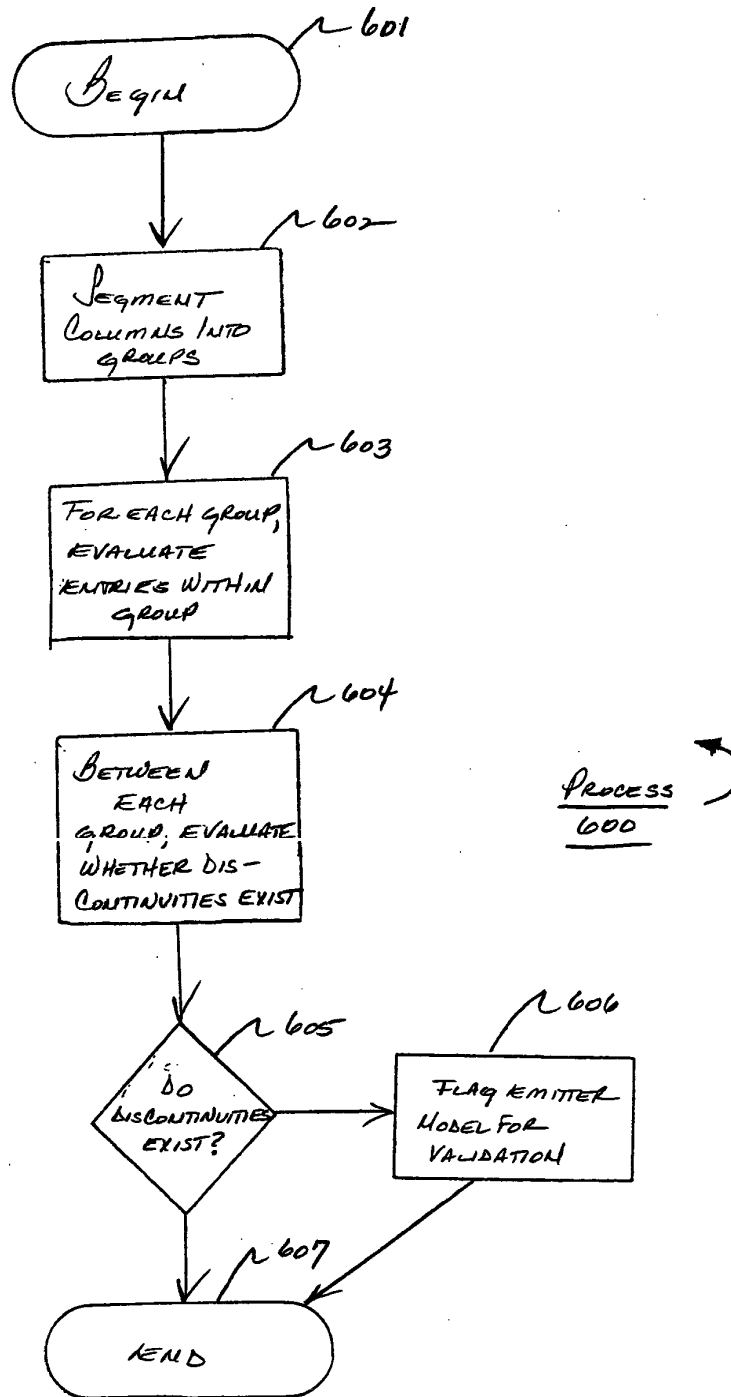 601
BEGIN
602
SEGMENT
COLUMNS INTO
GROUPS
603
FOR EACH GROUP,
EVALUATE
ENTRIES WITHIN
GROUP
604
BETWEEN
EACH
GROUP, EVALUATE
WHETHER DIS-
CONTINUITIES EXIST
PROCESS
600
605
DO
DISCONTINUITIES
EXIST?
606
FLAG EMITTER
MODEL FOR
VALIDATION
607
END